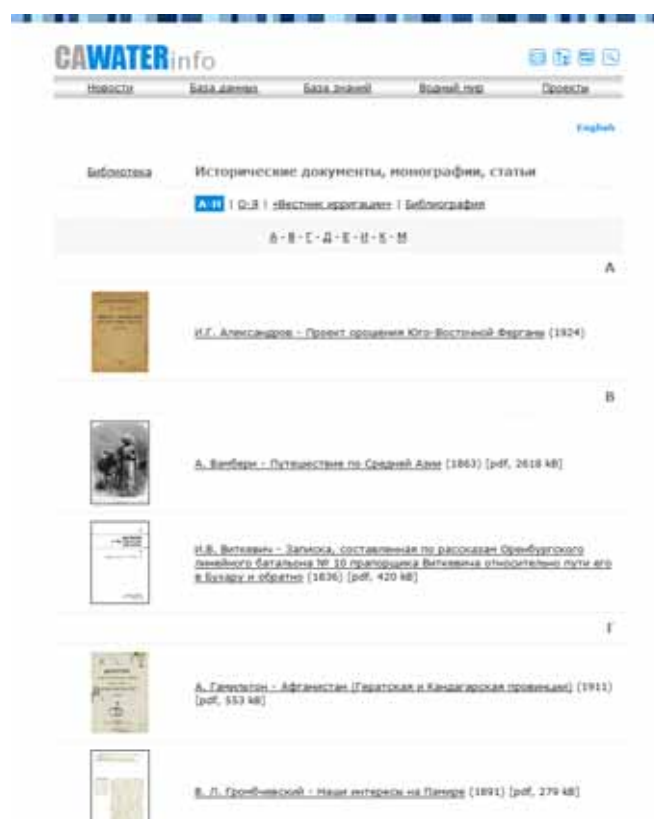 CAWATERinfo
Новости База данных База знаний Водный мир Проекты
English
Библиотека Исторические документы, монографии, статьи
А-Н | О-Я | «Вестник ирригации» | Библиография
А - В - Г - Д - Е - И - К - М
А
И.Г. Александров - Проект орошения Юго-Восточной Ферганы (1924)
В
А. Вамбери - Путешествие по Средней Азии (1863) [pdf, 2618 kB]
И.В. Виткевич - Записка, составленная по рассказам Оренбургского
линейного батальона № 10 прапорщика Виткевича относительно пути его
в Бухару и обратно (1836) [pdf, 420 kB]
Г
А. Гамильтон - Афганистан (Гератская и Кандагарская провинции) (1911)
[pdf, 553 kB]
Б. Л. Громбчевский - Наши интересы на Памире (1891) [pdf, 279 kB]